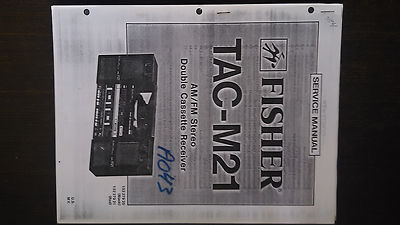 SERVICE MANUAL
FISHER
TAC-M21
AM/FM Stereo
Double Cassette Receiver
A043